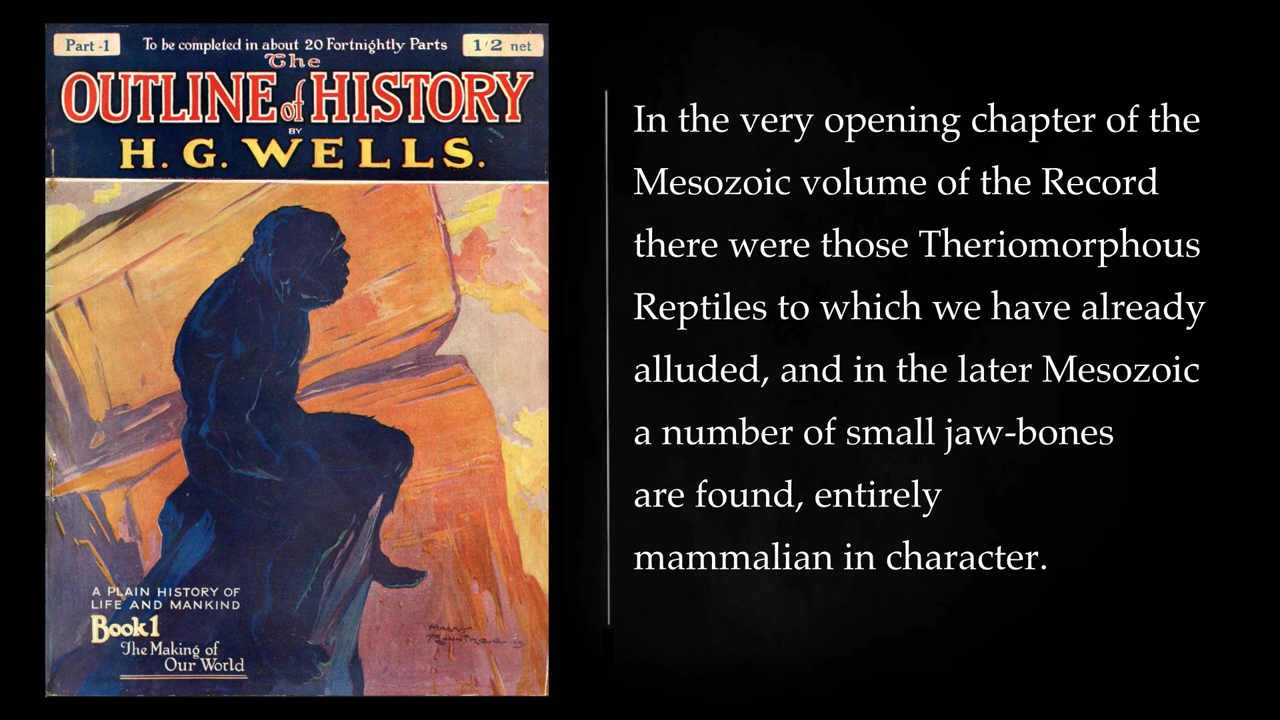 Part -1
To be completed in about 20 Fortnightly Parts
1/2 net
The
OUTLINE of HISTORY
BY
H. G. WELLS.
A PLAIN HISTORY OF
LIFE AND MANKIND
Book 1
The Making of
Our World
In the very opening chapter of the
Mesozoic volume of the Record
there were those Theriomorphous
Reptiles to which we have already
alluded, and in the later Mesozoic
a number of small jaw-bones
are found, entirely
mammalian in character.